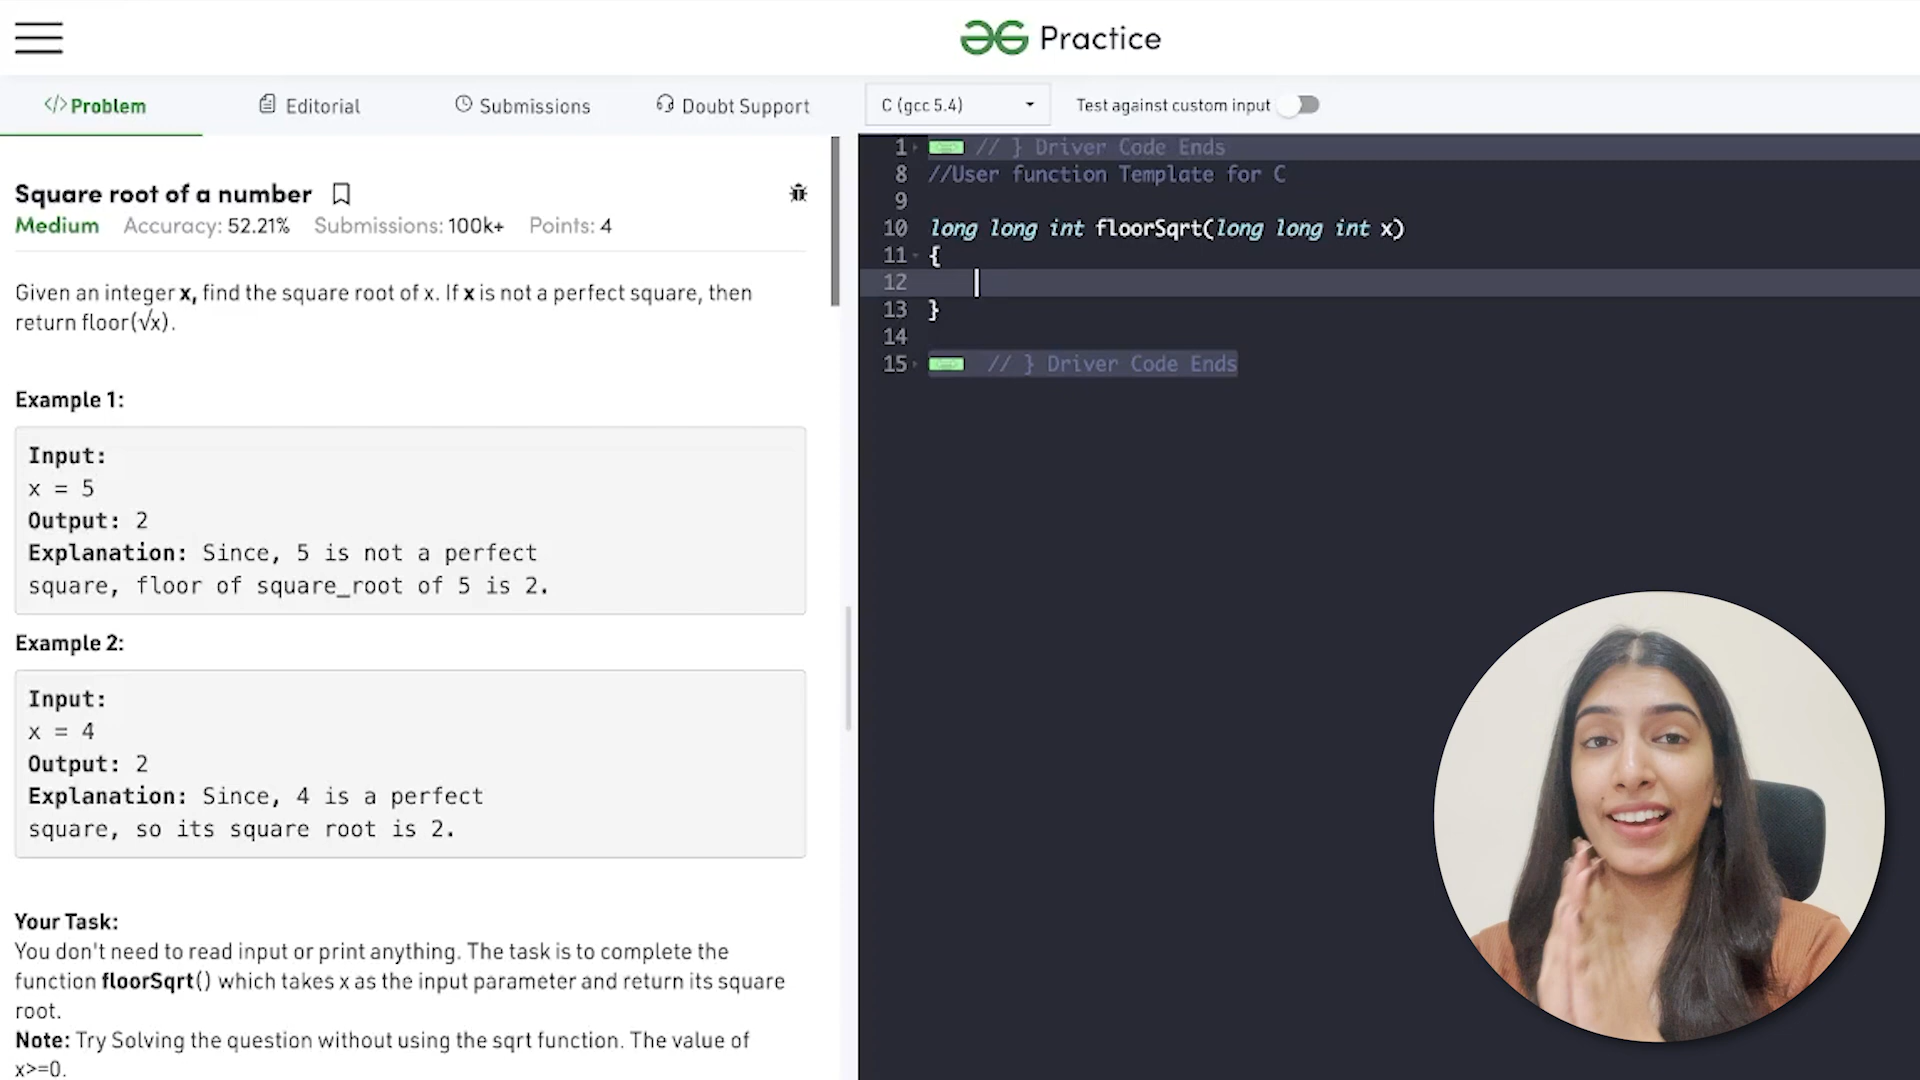 Practice
</>Problem
Editorial
Submissions
Doubt Support
C (gcc 5.4)
Test against custom input
Square root of a number
Medium Accuracy: 52.21% Submissions: 100k+ Points: 4
Given an integer x, find the square root of x. If x is not a perfect square, then
return floor(√x).
Example 1:
Input:
x = 5
Output: 2
Explanation: Since, 5 is not a perfect
square, floor of square_root of 5 is 2.
Example 2:
Input:
x = 4
Output: 2
Explanation: Since, 4 is a perfect
square, so its square root is 2.
Your Task:
You don't need to read input or print anything. The task is to complete the
function floorSqrt() which takes x as the input parameter and return its square
root.
Note: Try Solving the question without using the sqrt function. The value of
x>=0.
1 // } Driver Code Ends
8 //User function Template for C
9
10 long long int floorSqrt(long long int x)
11 {
12
13 }
14
15 // } Driver Code Ends